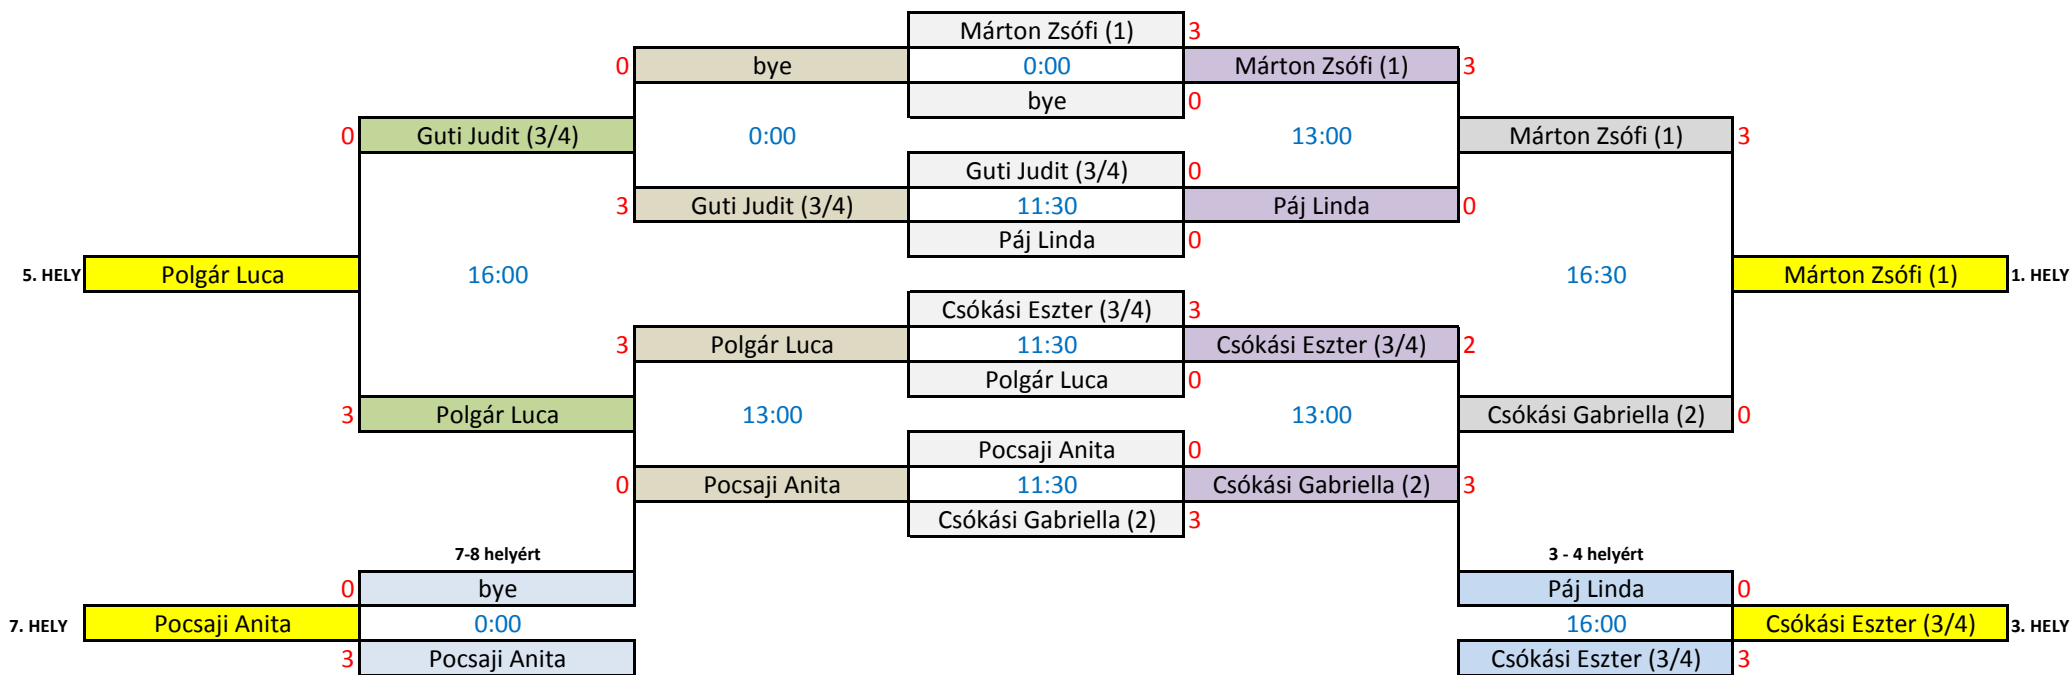 Márton Zsófi (1) 3
0 bye 0:00 Márton Zsófi (1) 3
bye 0
0 Guti Judit (3/4) 0:00 13:00 Márton Zsófi (1) 3
Guti Judit (3/4) 0
3 Guti Judit (3/4) 11:30 Páj Linda 0
Páj Linda 0
5. HELY Polgár Luca 16:00 16:30 Márton Zsófi (1) 1. HELY
Csókási Eszter (3/4) 3
3 Polgár Luca 11:30 Csókási Eszter (3/4) 2
Polgár Luca 0
3 Polgár Luca 13:00 13:00 Csókási Gabriella (2) 0
Pocsaji Anita 0
0 Pocsaji Anita 11:30 Csókási Gabriella (2) 3
Csókási Gabriella (2) 3
7-8 helyért 3 - 4 helyért
0 bye Páj Linda 0
7. HELY Pocsaji Anita 0:00 16:00 Csókási Eszter (3/4) 3. HELY
3 Pocsaji Anita Csókási Eszter (3/4) 3